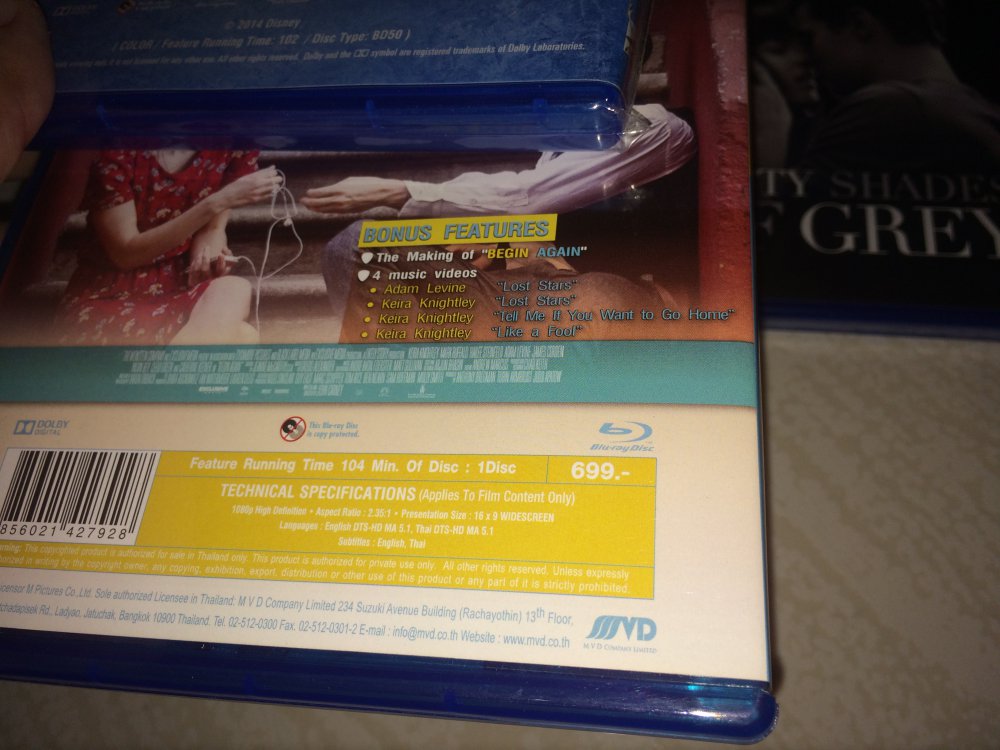 © 2014 Disney
( COLOR / Feature Running Time: 102 / Disc Type: BD50 )
only. It is not licensed for any other use. All other rights reserved. Dolby and the symbol are registered trademarks of Dolby Laboratories.
TY SHADES
F GREY
BONUS FEATURES
The Making of "BEGIN AGAIN"
4 music videos
• Adam Levine "Lost Stars"
• Keira Knightley "Lost Stars"
• Keira Knightley "Tell Me If You Want to Go Home"
• Keira Knightley "Like a Fool"
DOLBY
DIGITAL
This Blu-ray Disc
is copy protected.
Blu-ray Disc
Feature Running Time 104 Min. Of Disc : 1Disc
699.-
TECHNICAL SPECIFICATIONS (Applies To Film Content Only)
1080p High Definition • Aspect Ratio : 2.35:1 • Presentation Size : 16 x 9 WIDESCREEN
Languages : English DTS-HD MA 5.1, Thai DTS-HD MA 5.1
Subtitles : English, Thai
856021 427928
arning: This copyrighted product is authorized for sale in Thailand only. This product is authorized for private use only. All other rights reserved. Unless expressly
horized in writing by the copyright owner, any copying, exhibition, export, distribution or other use of this product or any part of it is strictly prohibited.
icensor M Pictures Co.,Ltd. Sole authorized Licensee in Thailand: M V D Company Limited 234 Suzuki Avenue Building (Rachayothin) 13th Floor,
tchadapisek Rd., Ladyao, Jatuchak, Bangkok 10900 Thailand. Tel. 02-512-0300 Fax. 02-512-0301-2 E-mail : info@mvd.co.th Website : www.mvd.co.th
MVD
M V D COMPANY LIMITED